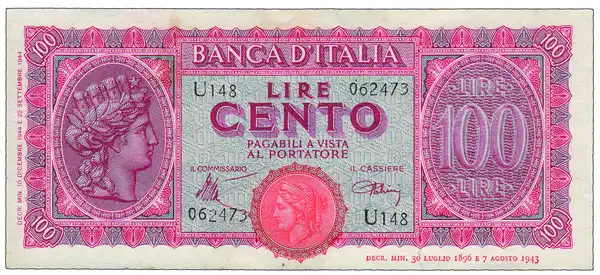 100
100
BANCA D'ITALIA
U148
LIRE
062473
CENTO
PAGABILI A VISTA
AL PORTATORE
IL COMMISSARIO
IL CASSIERE
062473
U148
LIRE
100
LIRE
100
100
DECR. MIN. 10 DICEMBRE 1944 E 22 SETTEMBRE 1944
DECR. MIN. 30 LUGLIO 1896 E 7 AGOSTO 1943